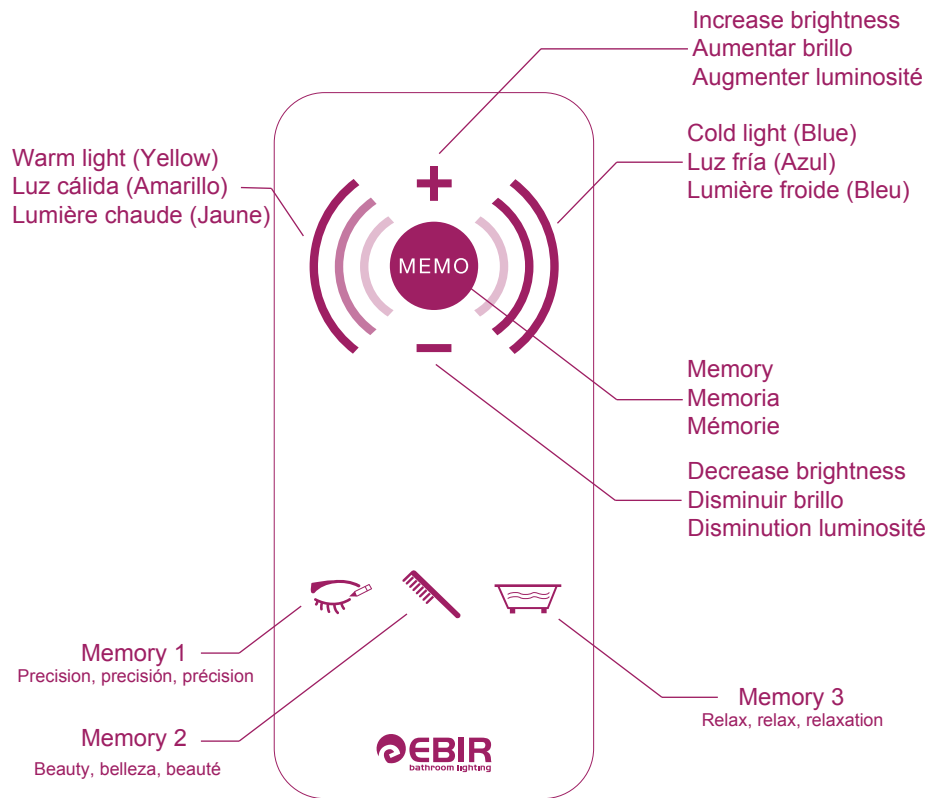 Increase brightness
Aumentar brillo
Augmenter luminosité
Warm light (Yellow)
Luz cálida (Amarillo)
Lumière chaude (Jaune)
Cold light (Blue)
Luz fría (Azul)
Lumière froide (Bleu)
MEMO
Memory
Memoria
Mémorie
Decrease brightness
Disminuir brillo
Disminution luminosité
Memory 1
Precision, precisión, précision
Memory 2
Beauty, belleza, beauté
Memory 3
Relax, relax, relaxation
EBIR
bathroom lighting